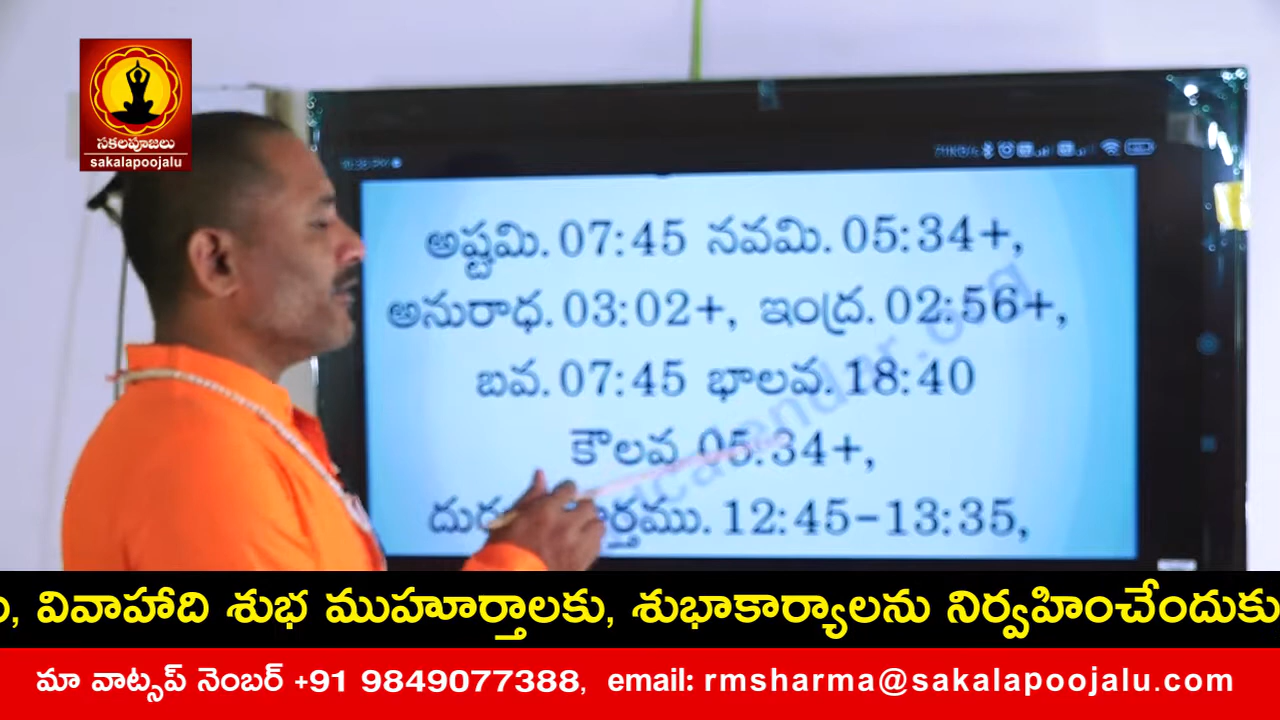 సకలపూజలు
sakalapoojalu
అష్టమి. 07:45 నవమి. 05:34+,
అనురాధ. 03:02+, ఇంద్ర. 02:56+,
బవ. 07:45 భాలవ. 18:40
కౌలవ 05:34+,
12:45-13:35,
వివాహాది శుభ ముహూర్తాలకు, శుభాకార్యాలను నిర్వహించేందుకు
మా వాట్సప్ నెంబర్ +91 9849077388, email: rmsharma@sakalapoojalu.com